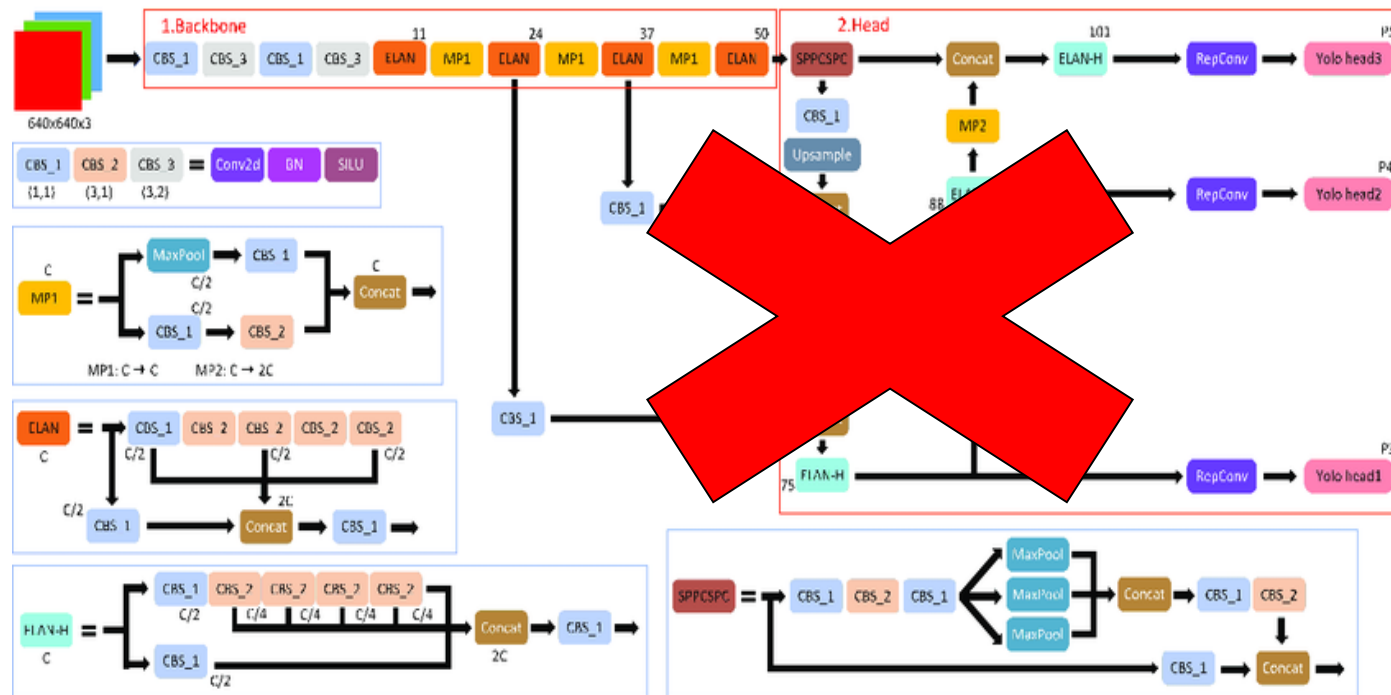 1.Backbone
2.Head
11
24
37
50
101
CBS_1 CBS_3 CBS_1 CBS_3 ELAN MP1 ELAN MP1 ELAN MP1 ELAN SPPCSPC Concat ELAN-H RepConv Yolo head3
640x640x3
CBS_1
MP2
Upsample
CBS_1 CBS_2 CBS_3 = Conv2d BN SILU
(1,1) (3,1) (3,2)
P4
88
RepConv Yolo head2
CBS_1
MaxPool CBS_1
C
C/2
C
MP1 = Concat
C/2
CBS_1 CBS_2
MP1: C → C MP2: C → 2C
CBS_1
ELAN = CBS_1 CBS_2 CBS_2 CBS_2 CBS_2
C
C/2 C/2 C/2
75 ELAN-H RepConv Yolo head1
C/2
2C
CBS_1 Concat CBS_1
MaxPool
CBS_1 CBS_2 CBS_2 CBS_2 CBS_2
C/2 C/4 C/4 C/4 C/4
SPPCSPC = CBS_1 CBS_2 CBS_1 MaxPool Concat CBS_1 CBS_2
ELAN-H = Concat CBS_1
C
2C
MaxPool
CBS_1
C/2
CBS_1 Concat